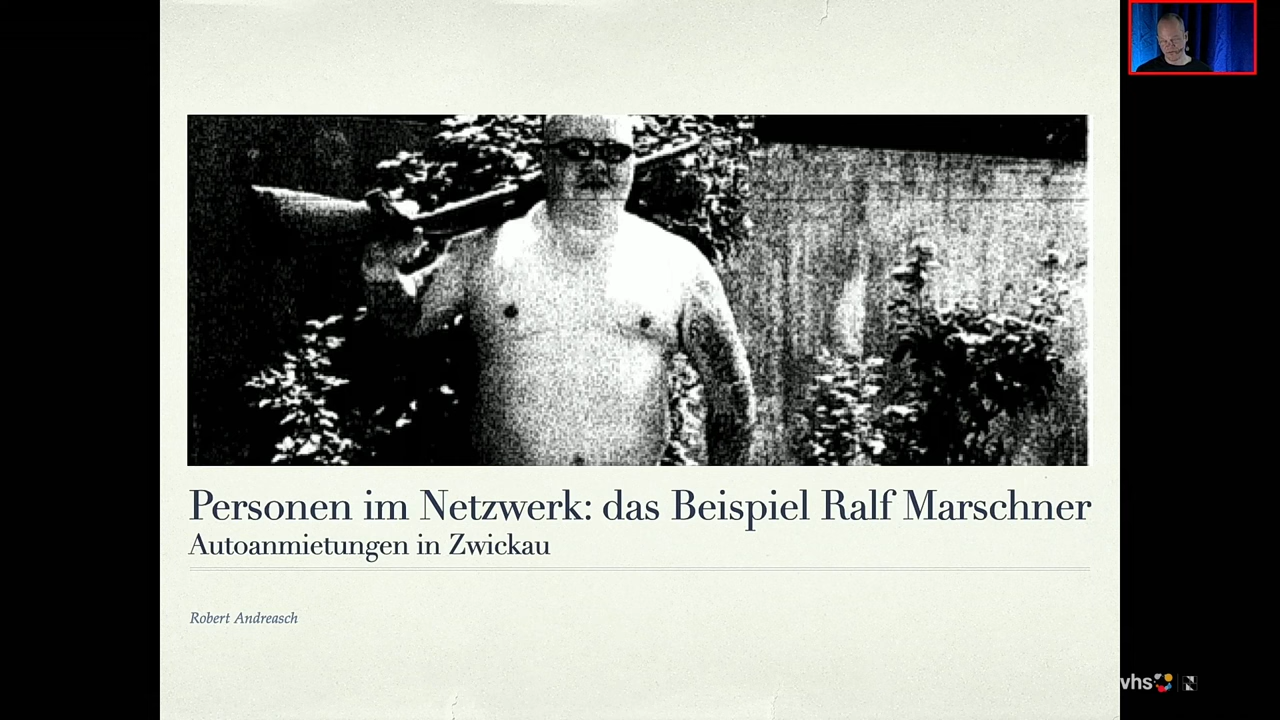 Personen im Netzwerk: das Beispiel Ralf Marschner
Autoanmietungen in Zwickau
Robert Andreasch
vhs